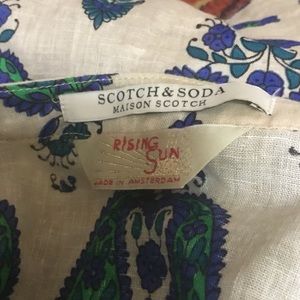 SCOTCH & SODA
MAISON SCOTCH
RISING
SUN
MADE IN AMSTERDAM